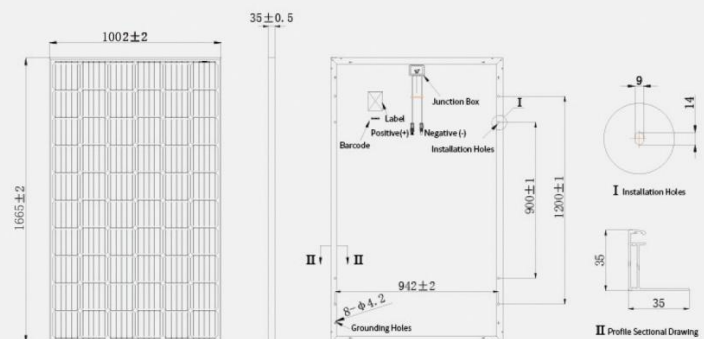 35±0.5
1002±2
1665±2
Junction Box
Label
Positive(+) Negative (-)
Barcode
Installation Holes
I
900±1
1200±1
II II
942±2
8-ф4.2
Grounding Holes
9
14
I Installation Holes
35
35
II Profile Sectional Drawing